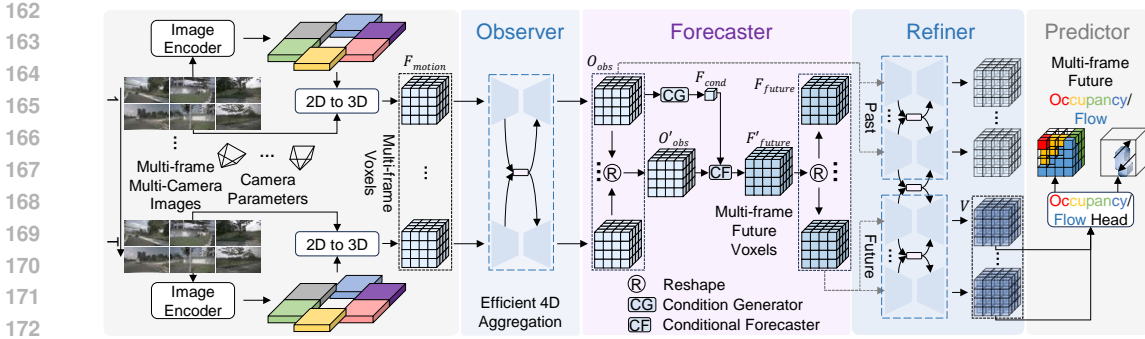 162
163
164
165
166
167
168
169
170
171
172
Image
Encoder
2D to 3D
1
Multi-frame
Multi-Camera
Images
...
Camera
Parameters
T
2D to 3D
Image
Encoder
F_motion
Multi-frame
Voxels
Observer
Efficient 4D
Aggregation
Forecaster
O_obs
CG
F_cond
F_future
R
O'_obs
CF
F'_future
R
Multi-frame
Future
Voxels
R Reshape
CG Condition Generator
CF Conditional Forecaster
Refiner
Past
Future
V
Predictor
Multi-frame
Future
Occupancy/
Flow
Occupancy/
Flow Head